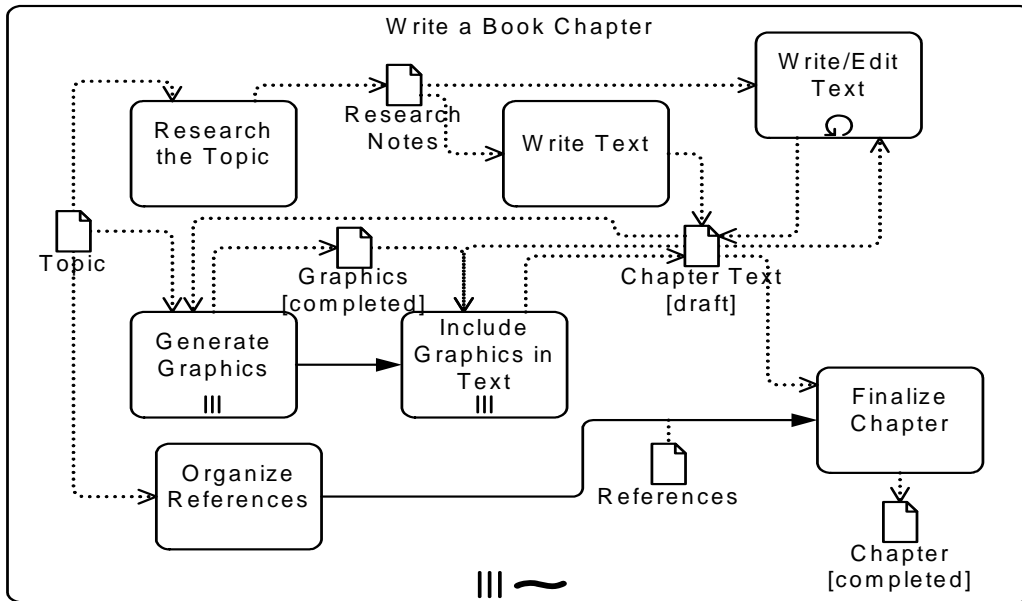 Write a Book Chapter
Write/Edit
Text
Research
the Topic
Research
Notes
Write Text
Topic
Graphics
[completed]
Chapter Text
[draft]
Generate
Graphics
Include
Graphics in
Text
Finalize
Chapter
Organize
References
References
Chapter
[completed]